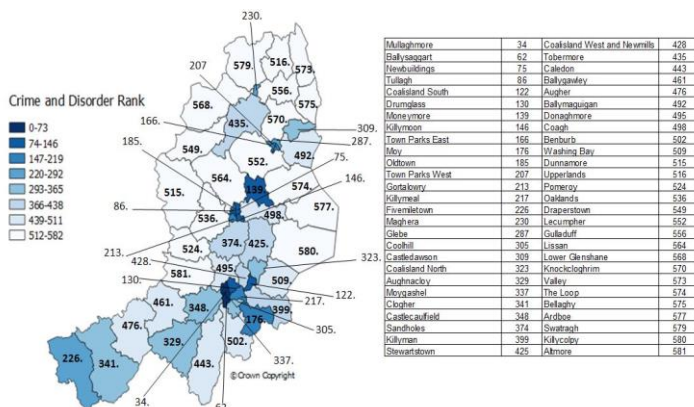 230.
579.
516.
573.
207
556.
575.
Crime and Disorder Rank
0-73
74-146
147-219
220-292
293-365
366-438
439-511
512-582
568.
435.
570.
309.
166.
287.
185.
549.
552.
492.
75.
564.
146.
515.
139.
574.
577.
86.
536.
498.
213.
524.
374.
425.
580.
323.
428.
581.
495.
509.
130.
122.
461.
217.
348.
399.
305.
476.
176.
226.
341.
329.
337.
443.
502.
©Crown Copyright
34.
62.
Mullaghmore 34 Coalisland West and Newmills 428
Ballysaggart 62 Tobermore 435
Newbuildings 75 Caledon 443
Tullagh 86 Ballygawley 461
Coalisland South 122 Augher 476
Drumglass 130 Ballymaguigan 492
Moneymore 139 Donaghmore 495
Killymoon 146 Coagh 498
Town Parks East 166 Benburb 502
Moy 176 Washing Bay 509
Oldtown 185 Dunnamore 515
Town Parks West 207 Upperlands 516
Gortalowry 213 Pomeroy 524
Killymeal 217 Oaklands 536
Fivemiletown 226 Draperstown 549
Maghera 230 Lecumpher 552
Glebe 287 Gulladuff 556
Coolhill 305 Lissan 564
Castledawson 309 Lower Glenshane 568
Coalisland North 323 Knockcloghrim 570
Aughnacloy 329 Valley 573
Moygashel 337 The Loop 574
Clogher 341 Bellaghy 575
Castlecaulfield 348 Ardboe 577
Sandholes 374 Swatragh 579
Killyman 399 Killycolpy 580
Stewartstown 425 Altmore 581